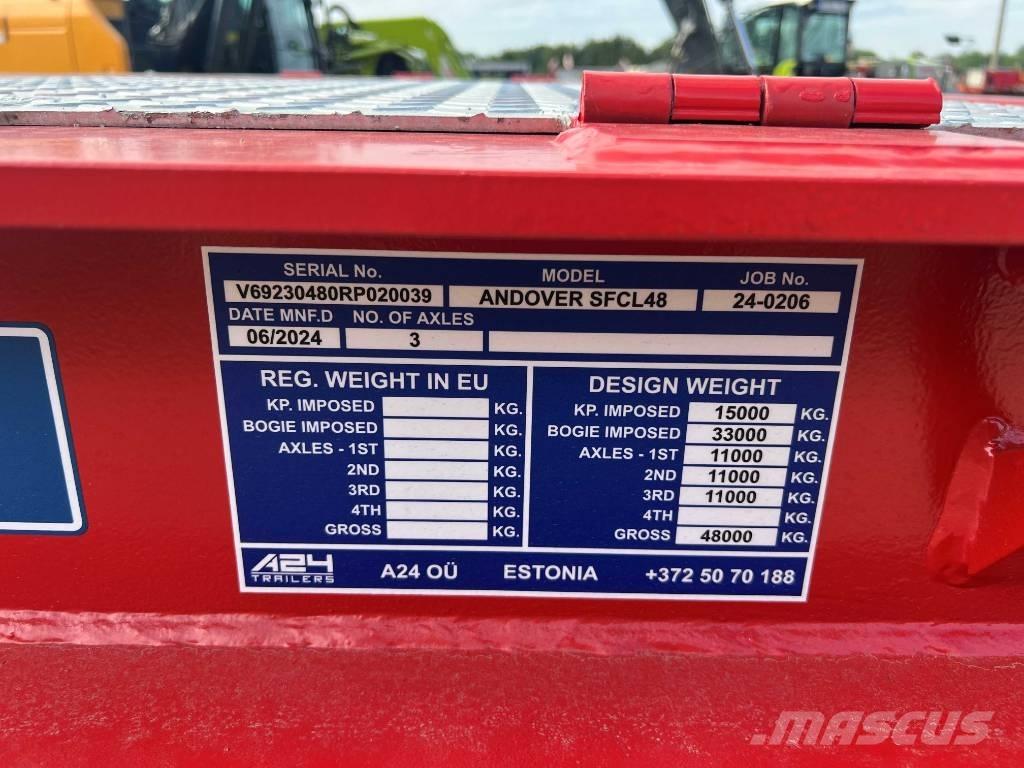 SERIAL No. MODEL JOB No.
V69230480RP020039 ANDOVER SFCL48 24-0206
DATE MNF.D NO. OF AXLES
06/2024 3
REG. WEIGHT IN EU
KP. IMPOSED KG.
BOGIE IMPOSED KG.
AXLES - 1ST KG.
2ND KG.
3RD KG.
4TH KG.
GROSS KG.
DESIGN WEIGHT
KP. IMPOSED 15000 KG.
BOGIE IMPOSED 33000 KG.
AXLES - 1ST 11000 KG.
2ND 11000 KG.
3RD 11000 KG.
4TH KG.
GROSS 48000 KG.
A24 TRAILERS A24 OÜ ESTONIA +372 50 70 188
MASCUS